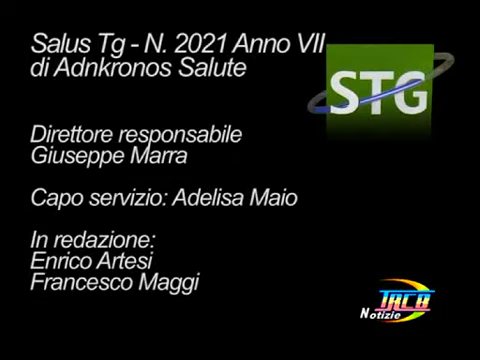 Salus Tg - N. 2021 Anno VII
di Adnkronos Salute
STG
Direttore responsabile
Giuseppe Marra
Capo servizio: Adelisa Maio
In redazione:
Enrico Artesi
Francesco Maggi
TRCB
Notizie